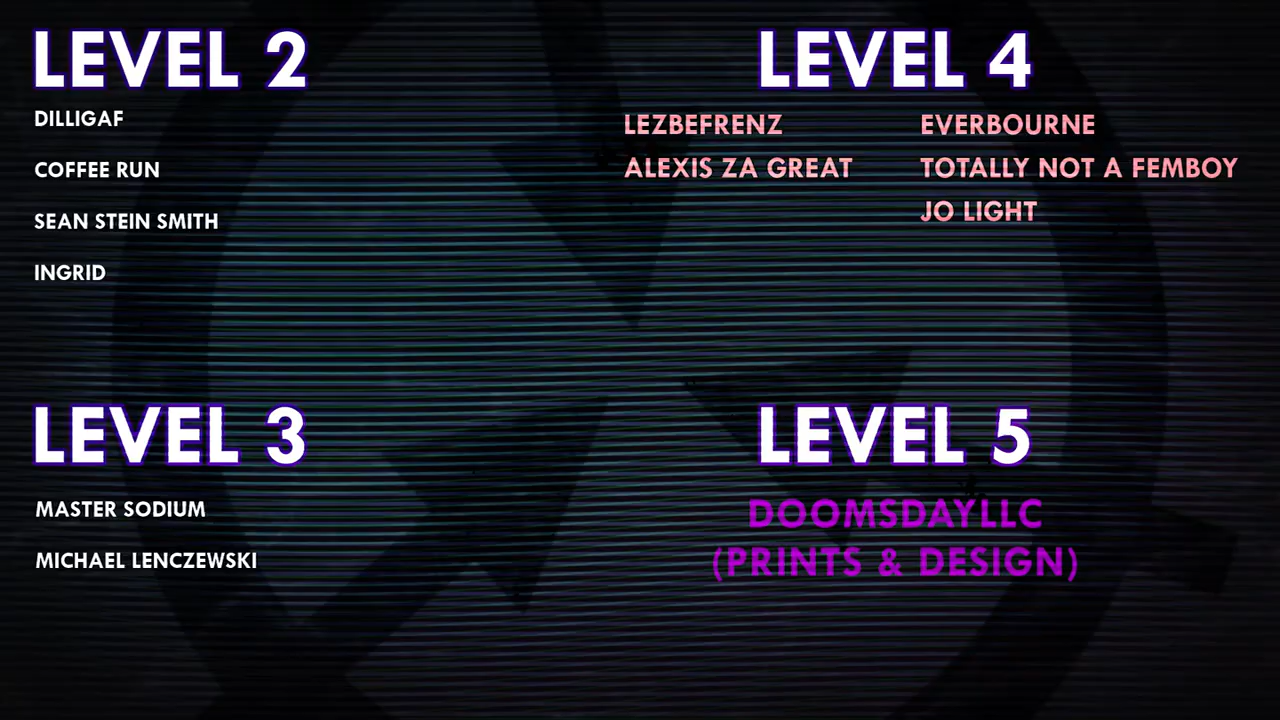 LEVEL 2
DILLIGAF
COFFEE RUN
SEAN STEIN SMITH
INGRID
LEVEL 3
MASTER SODIUM
MICHAEL LENCZEWSKI
LEVEL 4
LEZBEFRENZ
ALEXIS ZA GREAT
EVERBOURNE
TOTALLY NOT A FEMBOY
JO LIGHT
LEVEL 5
DOOMSDAYLLC
(PRINTS & DESIGN)